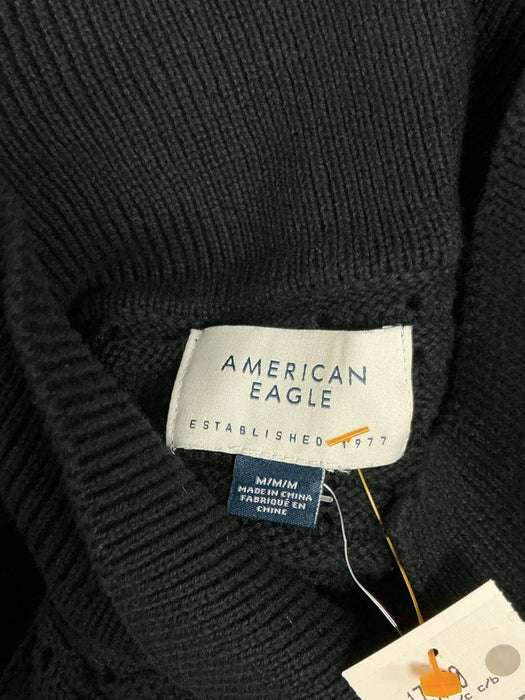 AMERICAN
EAGLE
ESTABLISHED 1977
M/M/M
MADE IN CHINA
FABRIQUÉ EN
CHINE
c/b